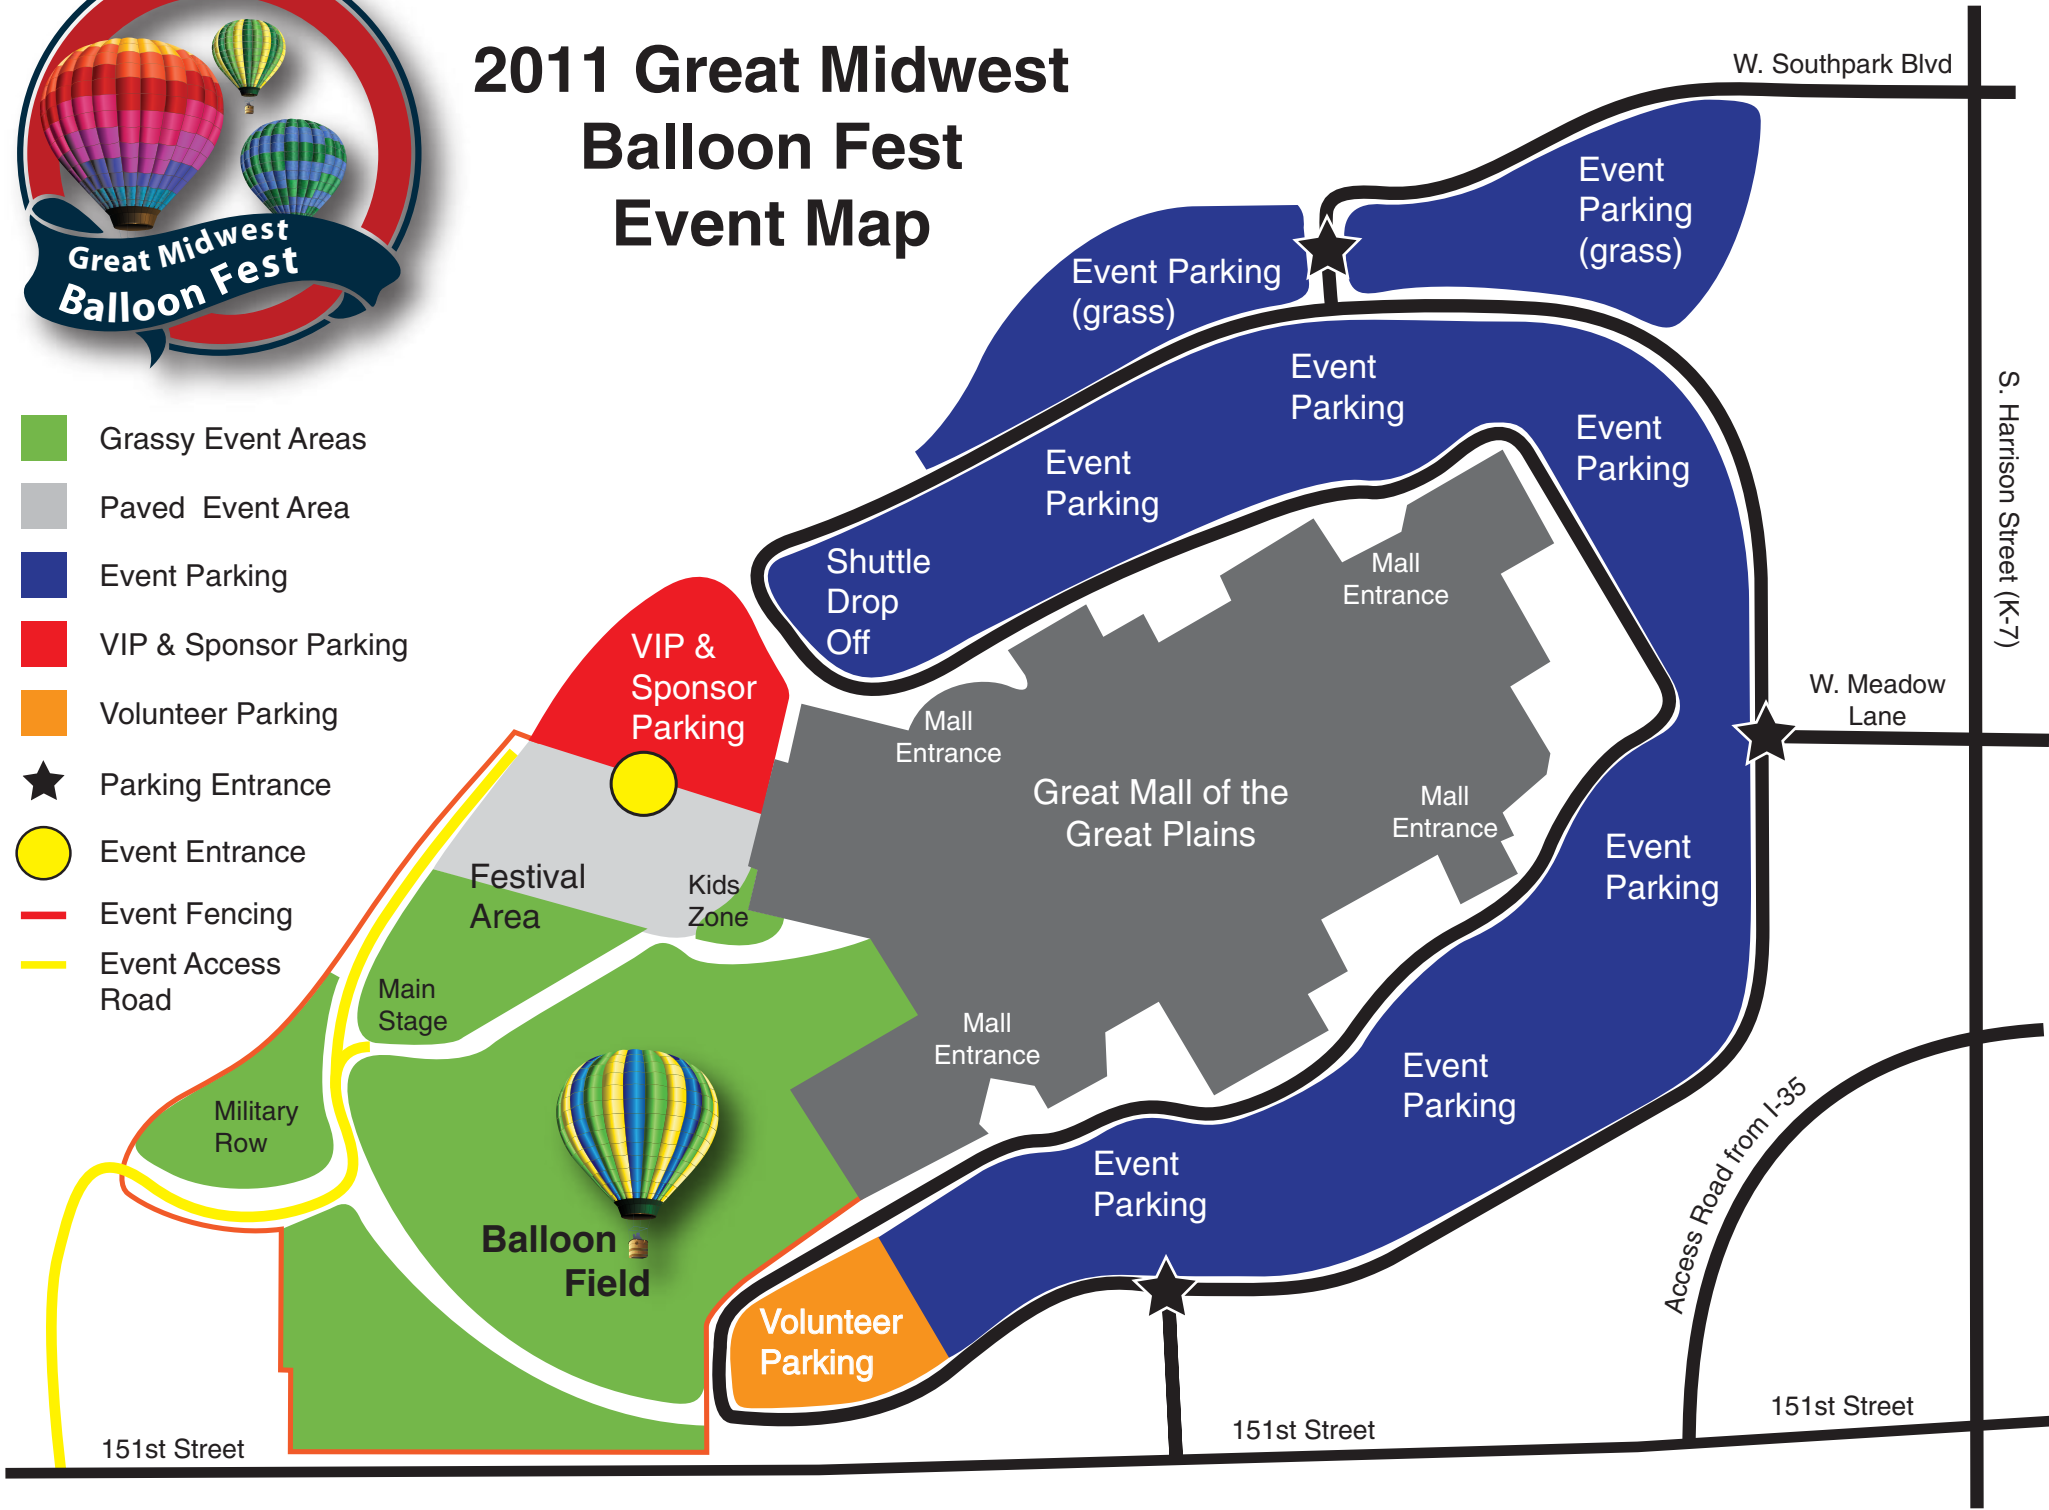 2011 Great Midwest
Balloon Fest
Event Map
Great Midwest
Balloon Fest
Grassy Event Areas
Paved Event Area
Event Parking
VIP & Sponsor Parking
Volunteer Parking
Parking Entrance
Event Entrance
Event Fencing
Event Access
Road
W. Southpark Blvd
Event
Parking
(grass)
Event Parking
(grass)
Event
Parking
Event
Parking
Event
Parking
S. Harrison Street (K-7)
Shuttle
Drop
Off
Mall
Entrance
VIP &
Sponsor
Parking
Mall
Entrance
W. Meadow
Lane
Great Mall of the
Great Plains
Mall
Entrance
Event
Parking
Festival
Area
Kids
Zone
Main
Stage
Mall
Entrance
Event
Parking
Military
Row
Access Road from I-35
Event
Parking
Balloon
Field
Volunteer
Parking
151st Street
151st Street
151st Street